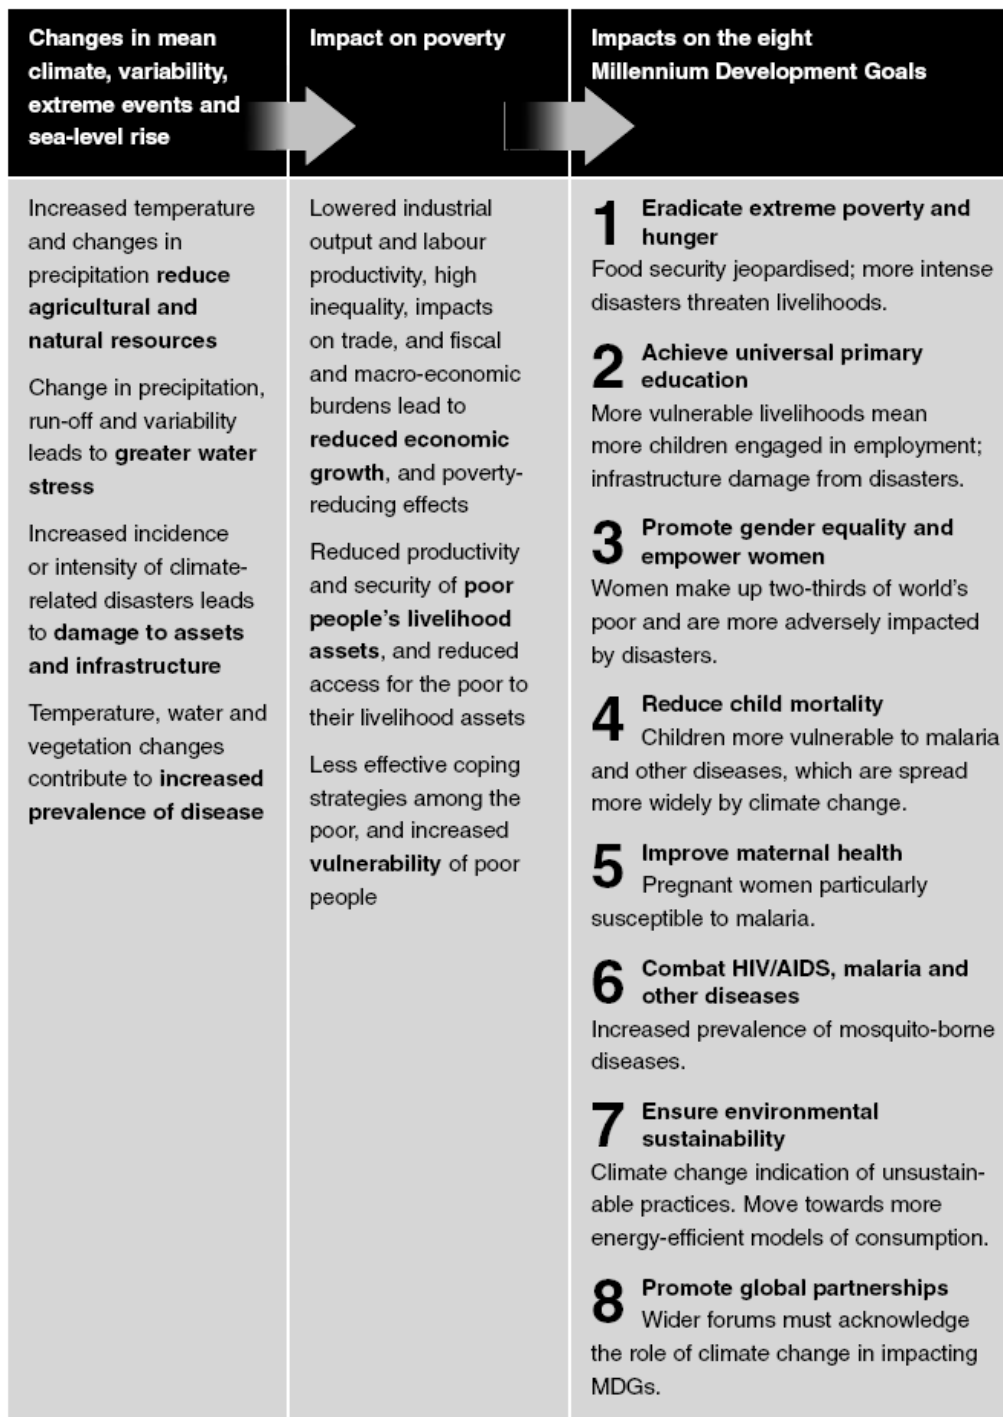 Changes in mean
climate, variability,
extreme events and
sea-level rise
Impact on poverty
Impacts on the eight
Millennium Development Goals
Increased temperature
and changes in
precipitation reduce
agricultural and
natural resources
Change in precipitation,
run-off and variability
leads to greater water
stress
Increased incidence
or intensity of climate-
related disasters leads
to damage to assets
and infrastructure
Temperature, water and
vegetation changes
contribute to increased
prevalence of disease
Lowered industrial
output and labour
productivity, high
inequality, impacts
on trade, and fiscal
and macro-economic
burdens lead to
reduced economic
growth, and poverty-
reducing effects
Reduced productivity
and security of poor
people's livelihood
assets, and reduced
access for the poor to
their livelihood assets
Less effective coping
strategies among the
poor, and increased
vulnerability of poor
people
1 Eradicate extreme poverty and
hunger
Food security jeopardised; more intense
disasters threaten livelihoods.
2 Achieve universal primary
education
More vulnerable livelihoods mean
more children engaged in employment;
infrastructure damage from disasters.
3 Promote gender equality and
empower women
Women make up two-thirds of world's
poor and are more adversely impacted
by disasters.
4 Reduce child mortality
Children more vulnerable to malaria
and other diseases, which are spread
more widely by climate change.
5 Improve maternal health
Pregnant women particularly
susceptible to malaria.
6 Combat HIV/AIDS, malaria and
other diseases
Increased prevalence of mosquito-borne
diseases.
7 Ensure environmental
sustainability
Climate change indication of unsustain-
able practices. Move towards more
energy-efficient models of consumption.
8 Promote global partnerships
Wider forums must acknowledge
the role of climate change in impacting
MDGs.